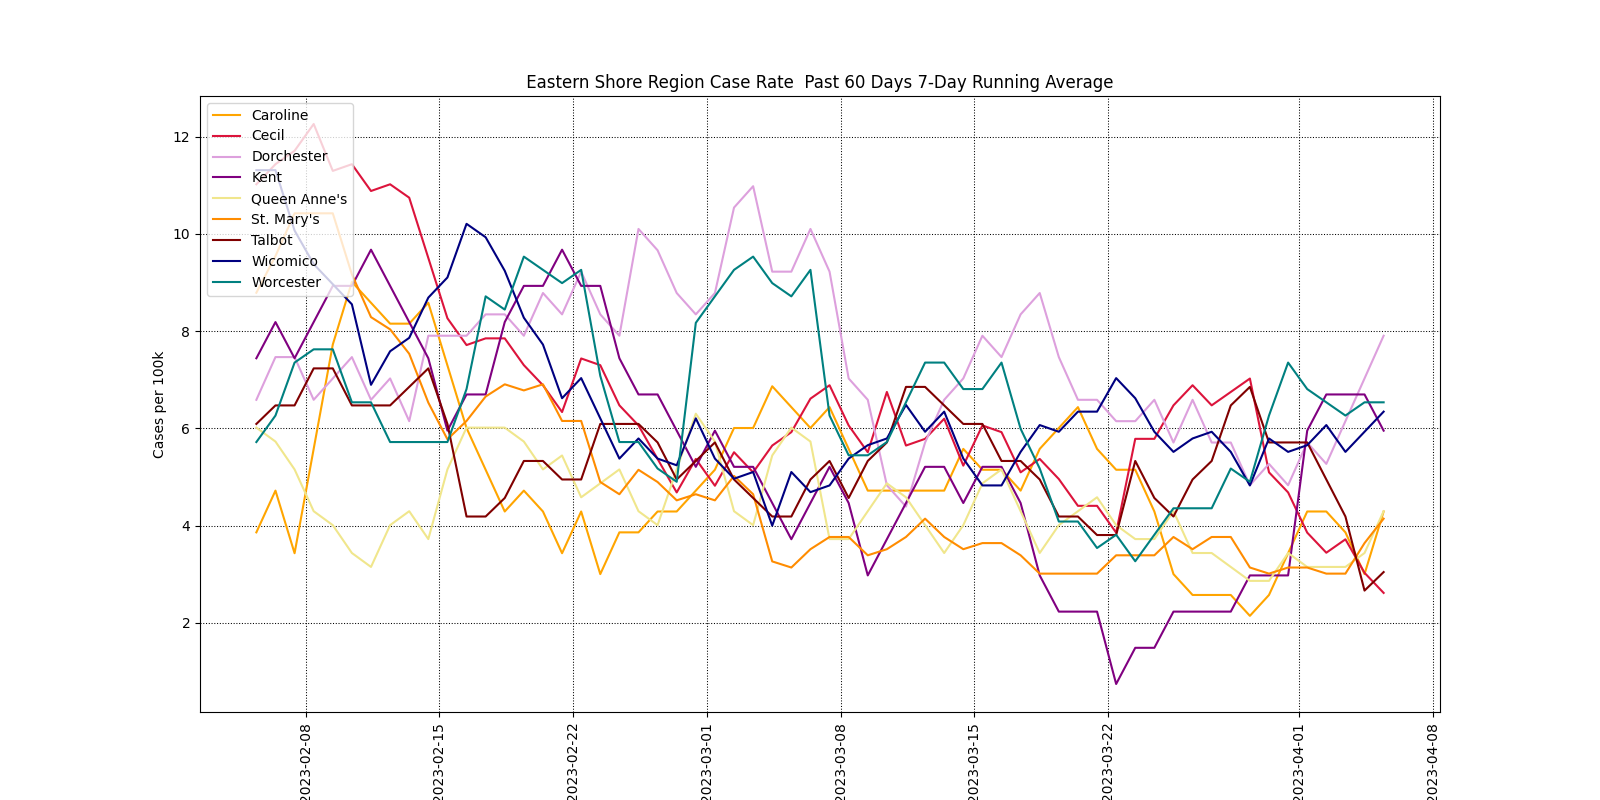 Eastern Shore Region Case Rate  Past 60 Days 7-Day Running Average
Caroline
Cecil
Dorchester
Kent
Queen Anne's
St. Mary's
Talbot
Wicomico
Worcester
Cases per 100k
12
10
8
6
4
2
2023-02-08
2023-02-15
2023-02-22
2023-03-01
2023-03-08
2023-03-15
2023-03-22
2023-04-01
2023-04-08